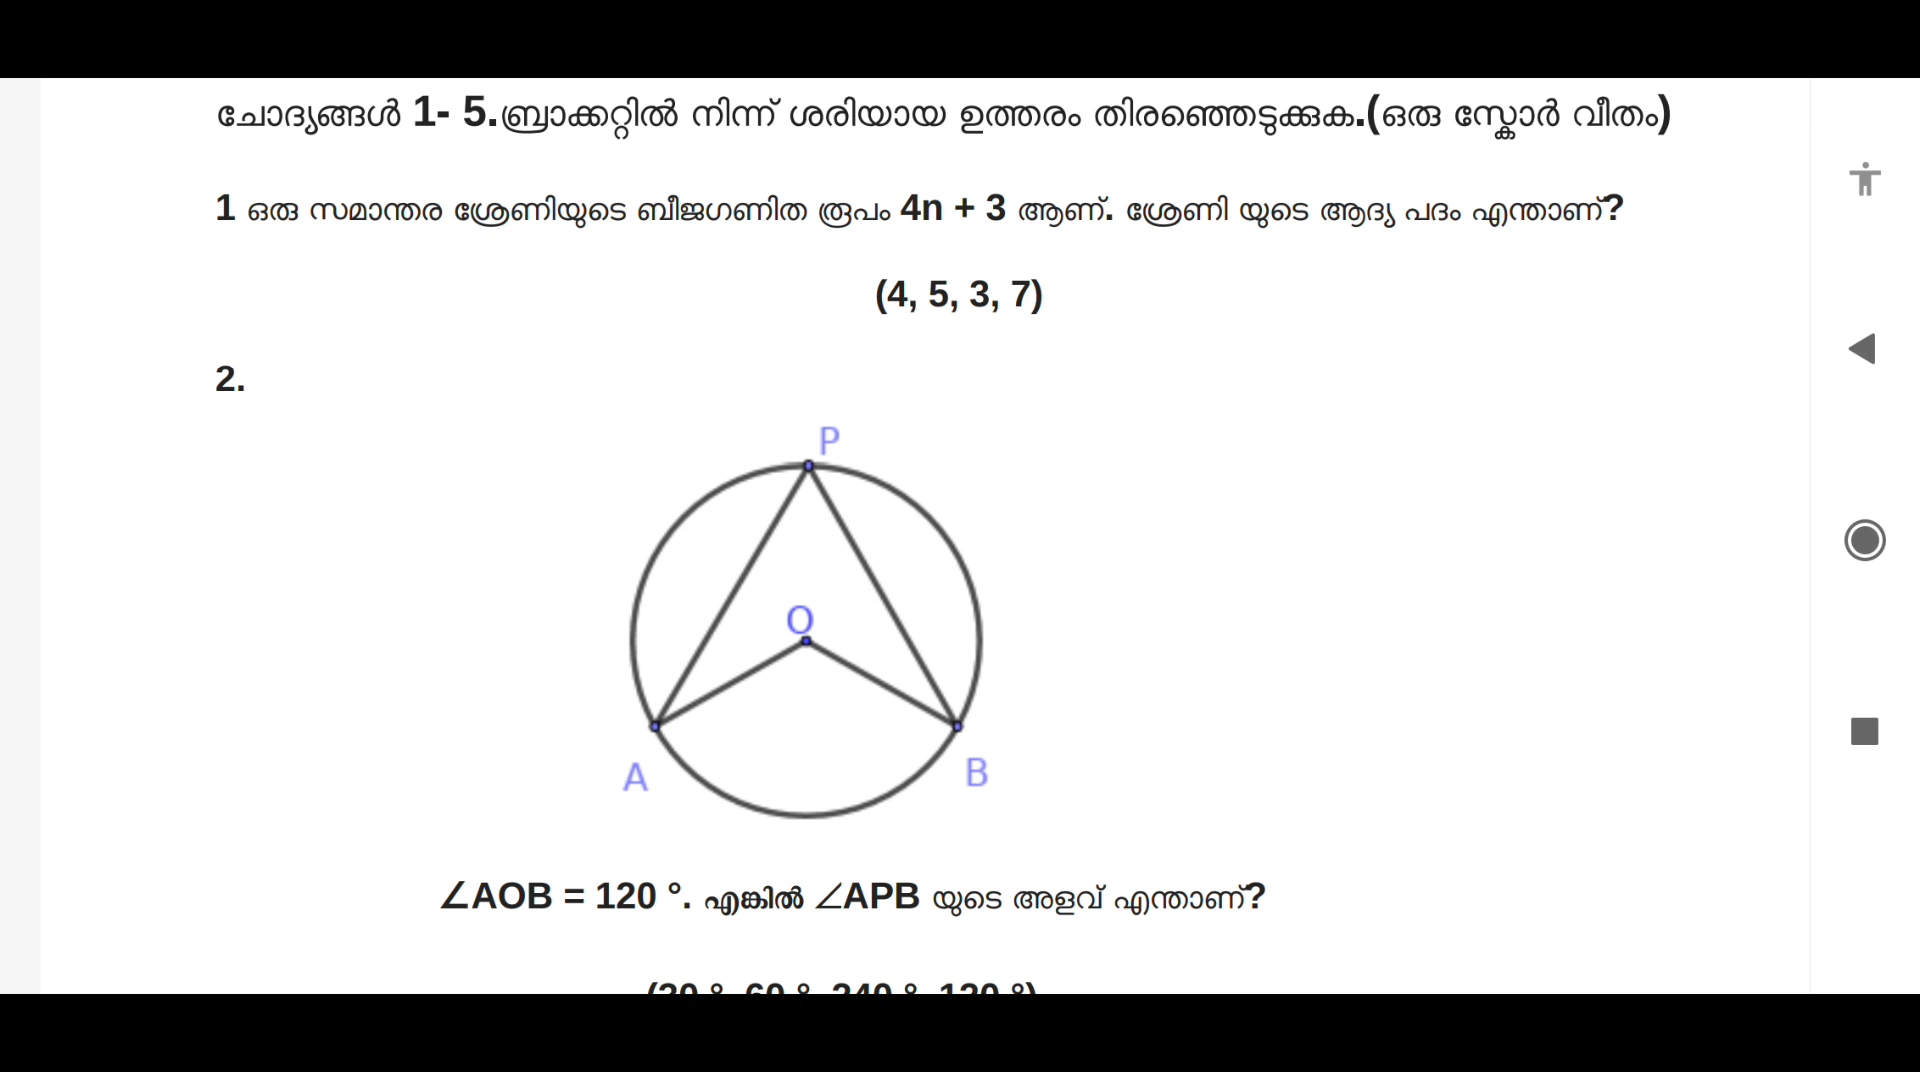 ചോദ്യങ്ങൾ 1- 5.ബ്രാക്കറ്റിൽ നിന്ന് ശരിയായ ഉത്തരം തിരഞ്ഞെടുക്കുക.(ഒരു സ്കോർ വീതം)
1 ഒരു സമാന്തര ശ്രേണിയുടെ ബീജഗണിത രൂപം 4n + 3 ആണ്. ശ്രേണി യുടെ ആദ്യ പദം എന്താണ്?
(4, 5, 3, 7)
2.
P
O
A
B
∠AOB = 120 °. എങ്കിൽ ∠APB യുടെ അളവ് എന്താണ്?